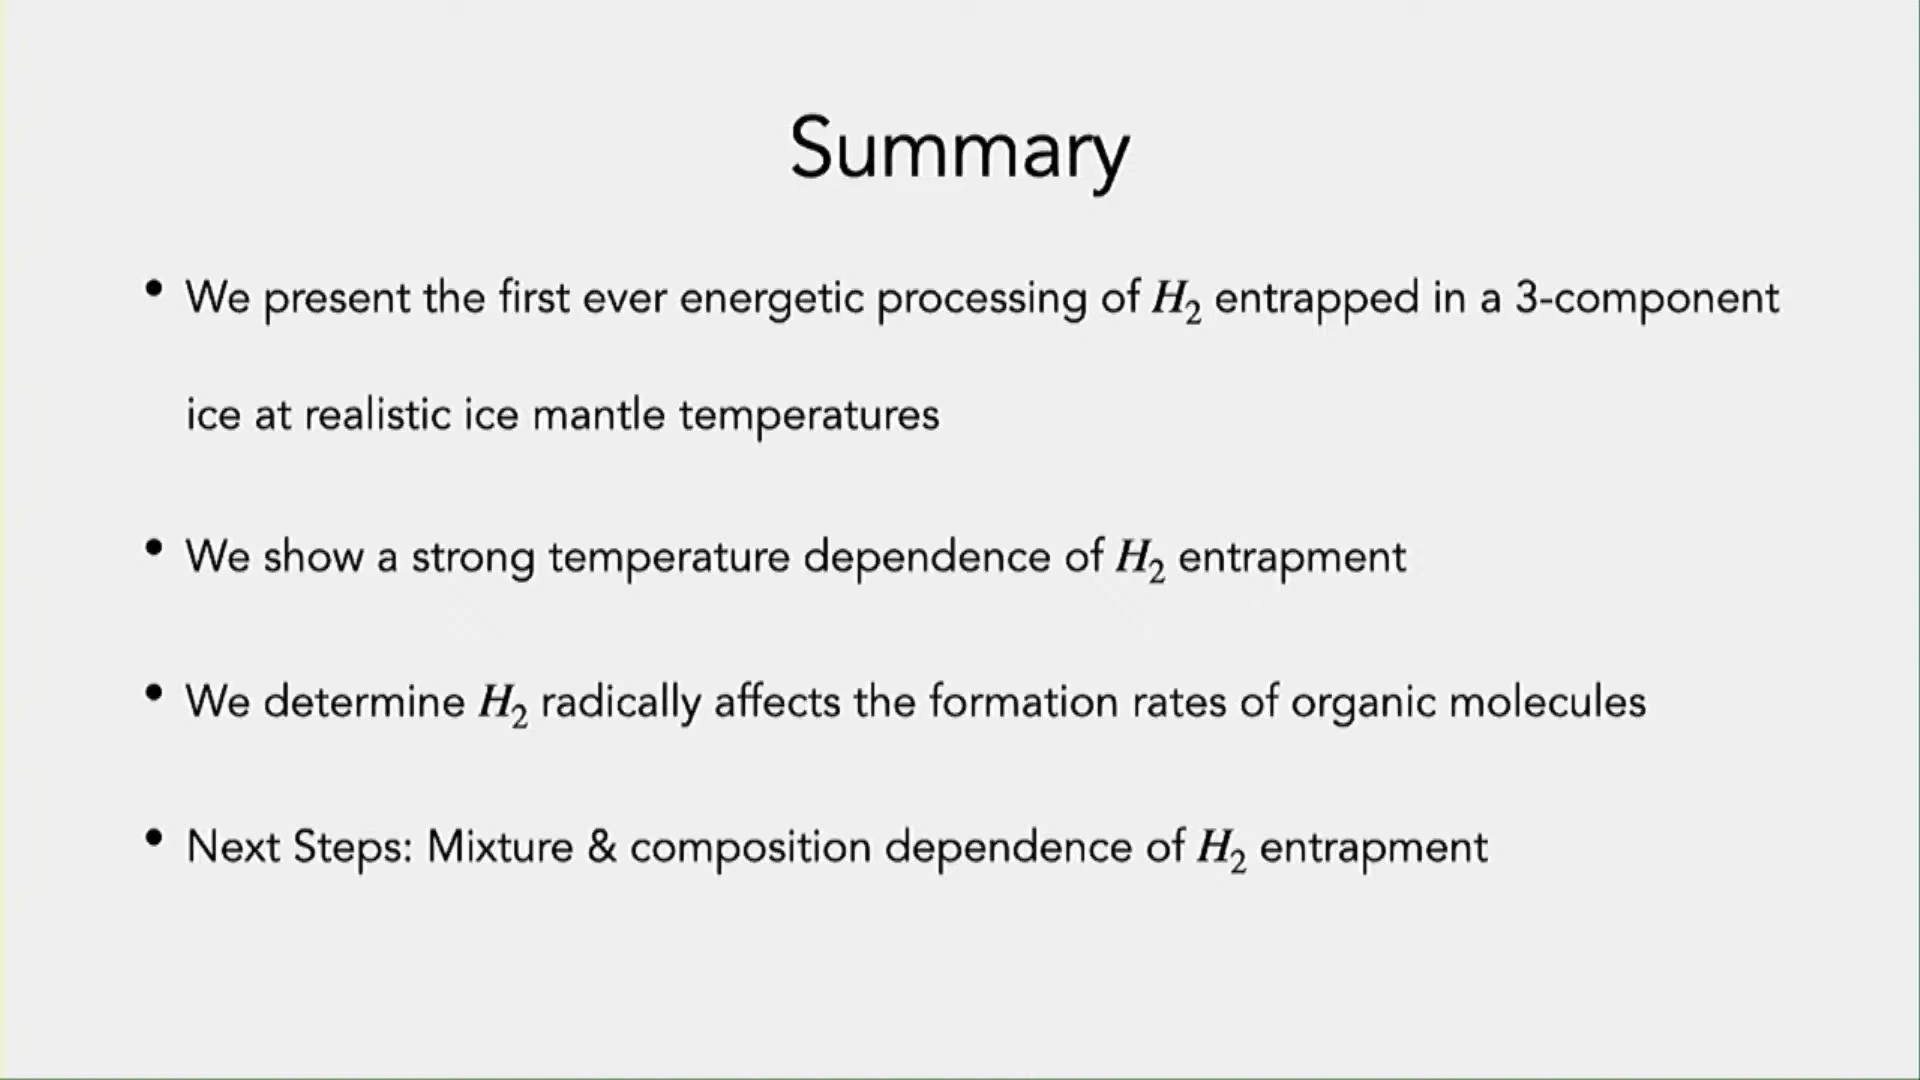 Summary
• We present the first ever energetic processing of H₂ entrapped in a 3-component
ice at realistic ice mantle temperatures
• We show a strong temperature dependence of H₂ entrapment
• We determine H₂ radically affects the formation rates of organic molecules
• Next Steps: Mixture & composition dependence of H₂ entrapment